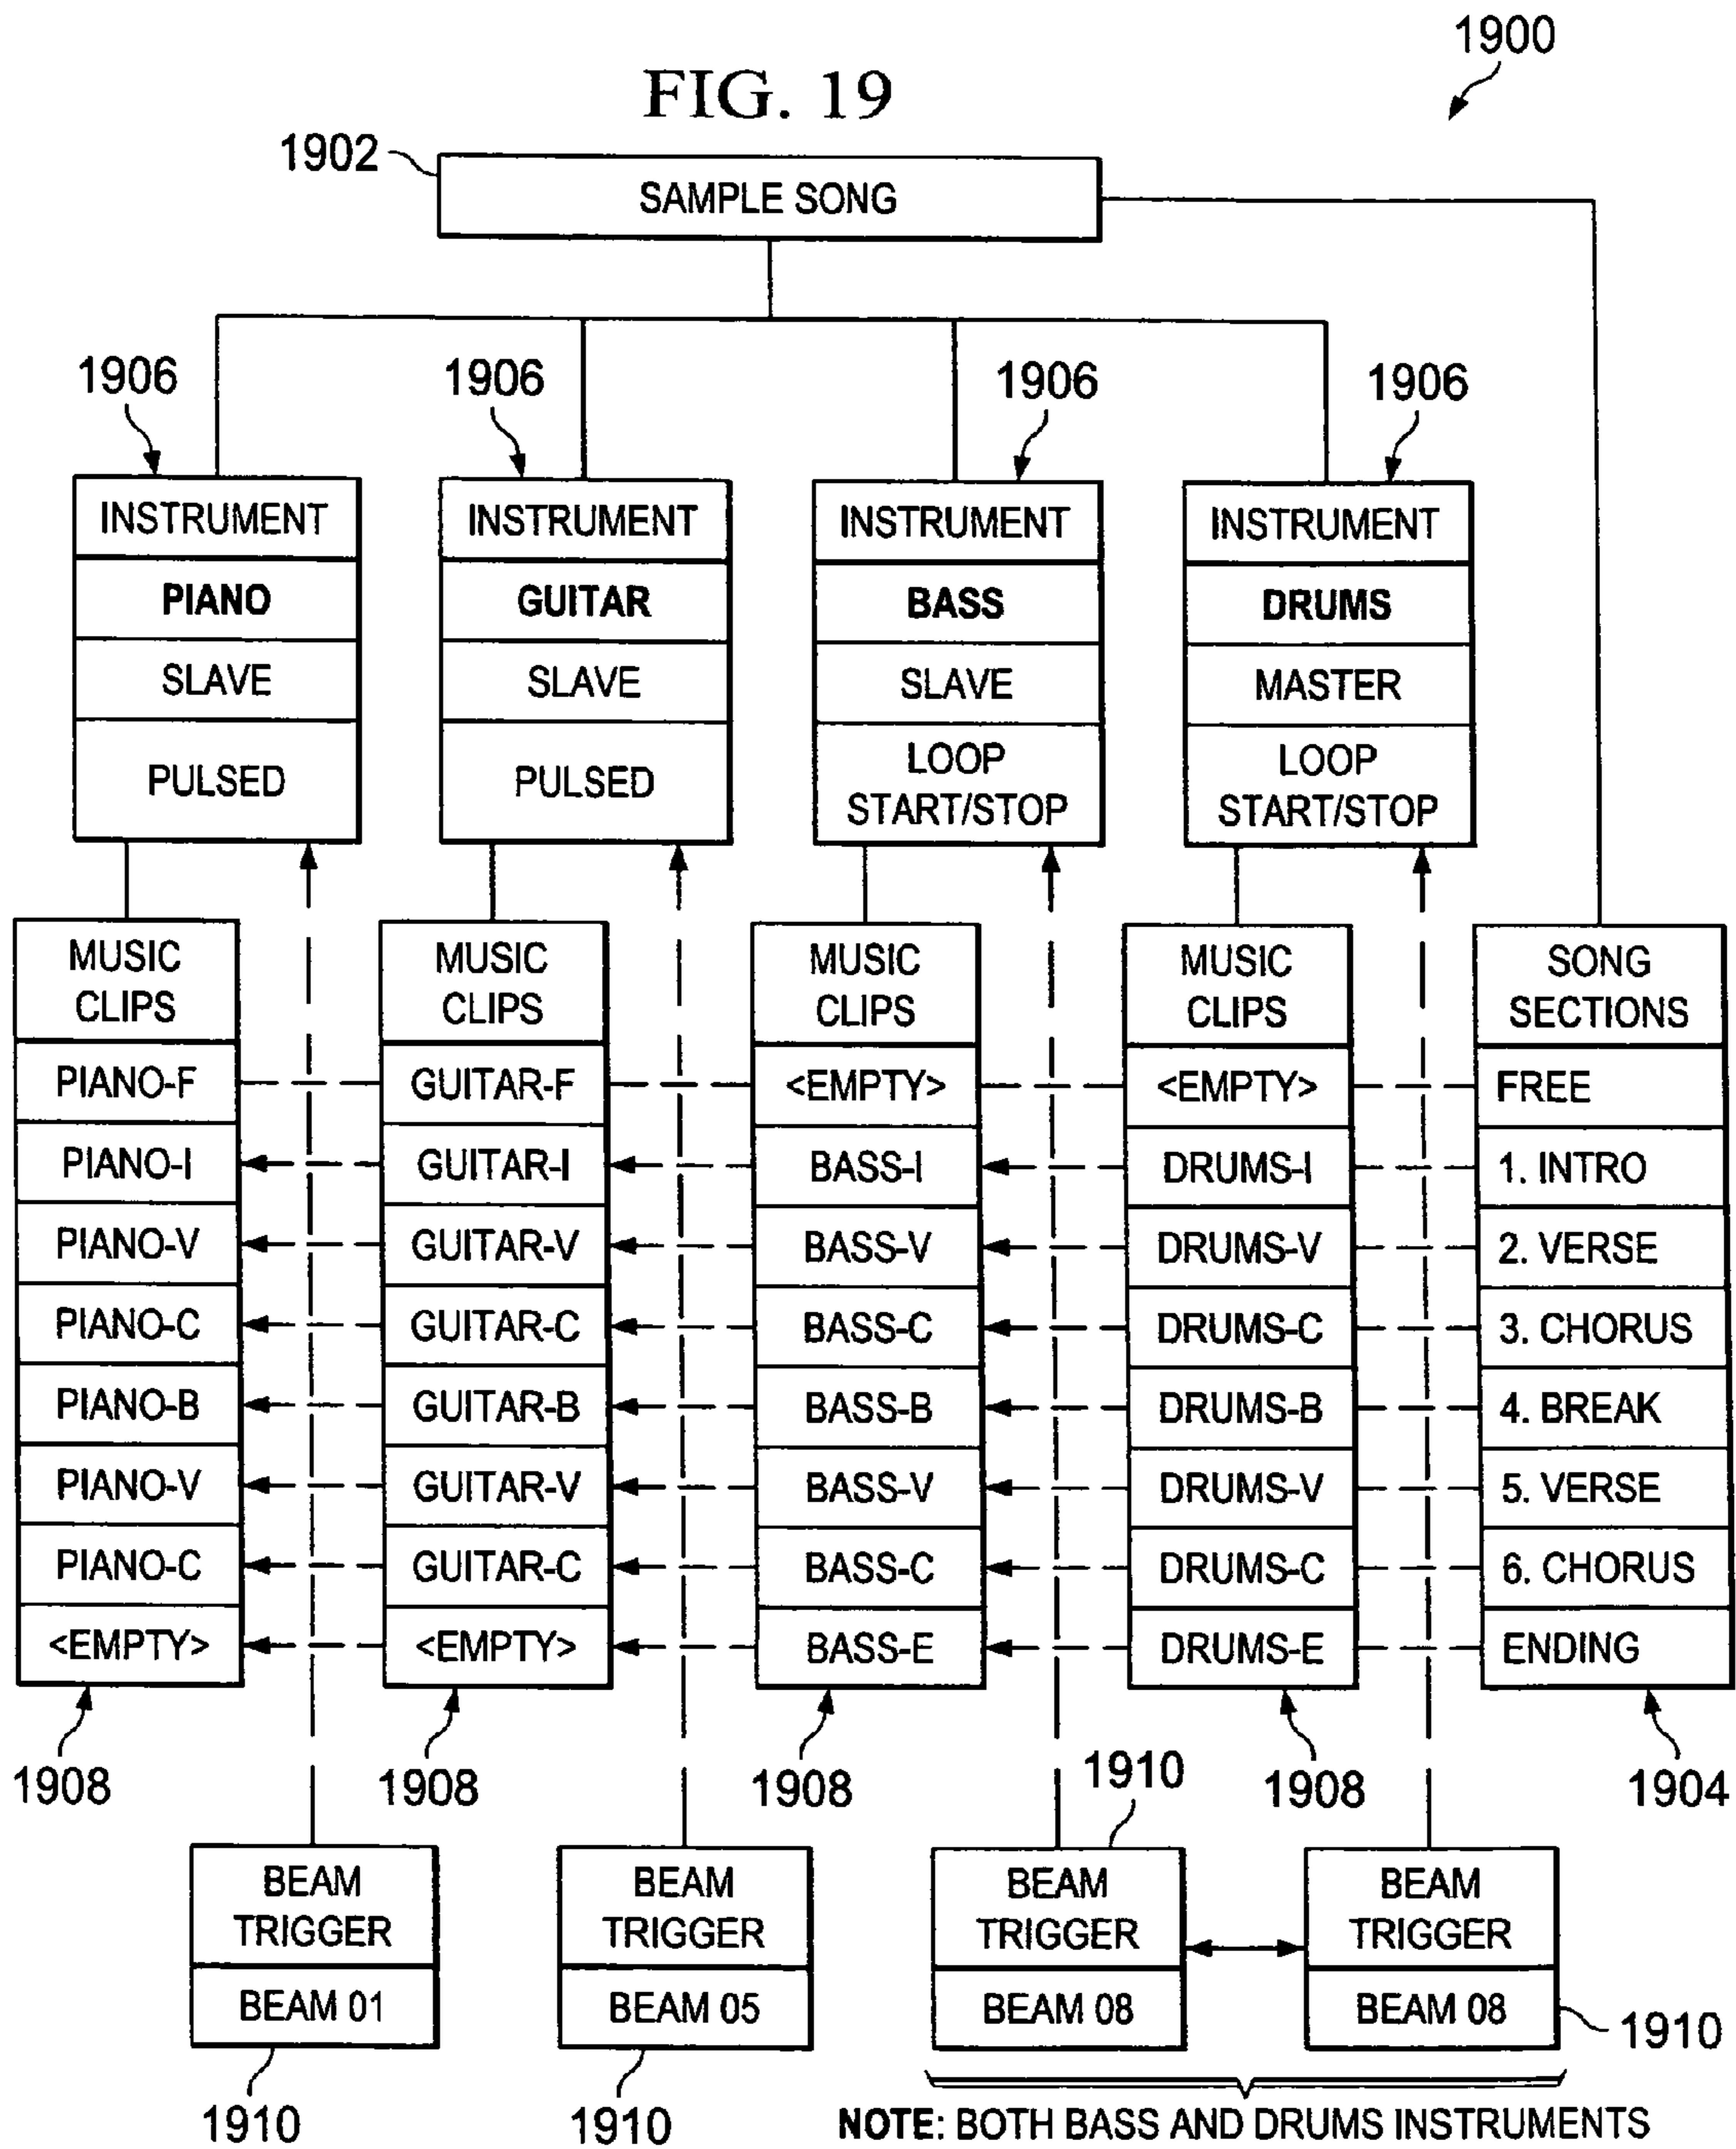 1900
FIG. 19
1902
SAMPLE SONG
1906
1906
1906
1906
INSTRUMENT
PIANO
SLAVE
PULSED
INSTRUMENT
GUITAR
SLAVE
PULSED
INSTRUMENT
BASS
SLAVE
LOOP
START/STOP
INSTRUMENT
DRUMS
MASTER
LOOP
START/STOP
MUSIC
CLIPS
PIANO-F
PIANO-I
PIANO-V
PIANO-C
PIANO-B
PIANO-V
PIANO-C
<EMPTY>
MUSIC
CLIPS
GUITAR-F
GUITAR-I
GUITAR-V
GUITAR-C
GUITAR-B
GUITAR-V
GUITAR-C
<EMPTY>
MUSIC
CLIPS
<EMPTY>
BASS-I
BASS-V
BASS-C
BASS-B
BASS-V
BASS-C
BASS-E
MUSIC
CLIPS
<EMPTY>
DRUMS-I
DRUMS-V
DRUMS-C
DRUMS-B
DRUMS-V
DRUMS-C
DRUMS-E
SONG
SECTIONS
FREE
1. INTRO
2. VERSE
3. CHORUS
4. BREAK
5. VERSE
6. CHORUS
ENDING
1908
1908
1908
1910
1908
1904
BEAM
TRIGGER
BEAM 01
BEAM
TRIGGER
BEAM 05
BEAM
TRIGGER
BEAM 08
BEAM
TRIGGER
BEAM 08
1910
1910
1910
NOTE: BOTH BASS AND DRUMS INSTRUMENTS